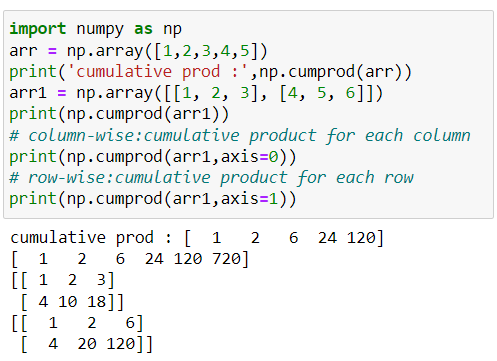 import numpy as np
arr = np.array([1,2,3,4,5])
print('cumulative prod :',np.cumprod(arr))
arr1 = np.array([[1, 2, 3], [4, 5, 6]])
print(np.cumprod(arr1))
# column-wise:cumulative product for each column
print(np.cumprod(arr1,axis=0))
# row-wise:cumulative product for each row
print(np.cumprod(arr1,axis=1))
cumulative prod : [  1   2   6  24 120]
[  1   2   6  24 120 720]
[[ 1  2  3]
 [ 4 10 18]]
[[  1   2   6]
 [  4  20 120]]